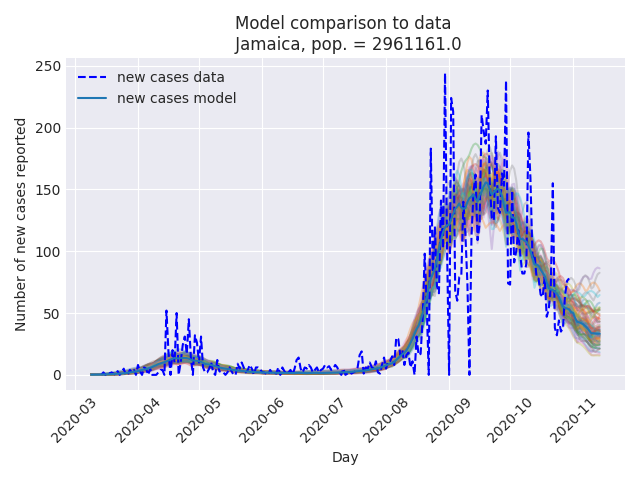 Model comparison to data
Jamaica, pop. = 2961161.0
new cases data
new cases model
Number of new cases reported
250
200
150
100
50
0
2020-03
2020-04
2020-05
2020-06
2020-07
2020-08
2020-09
2020-10
2020-11
Day